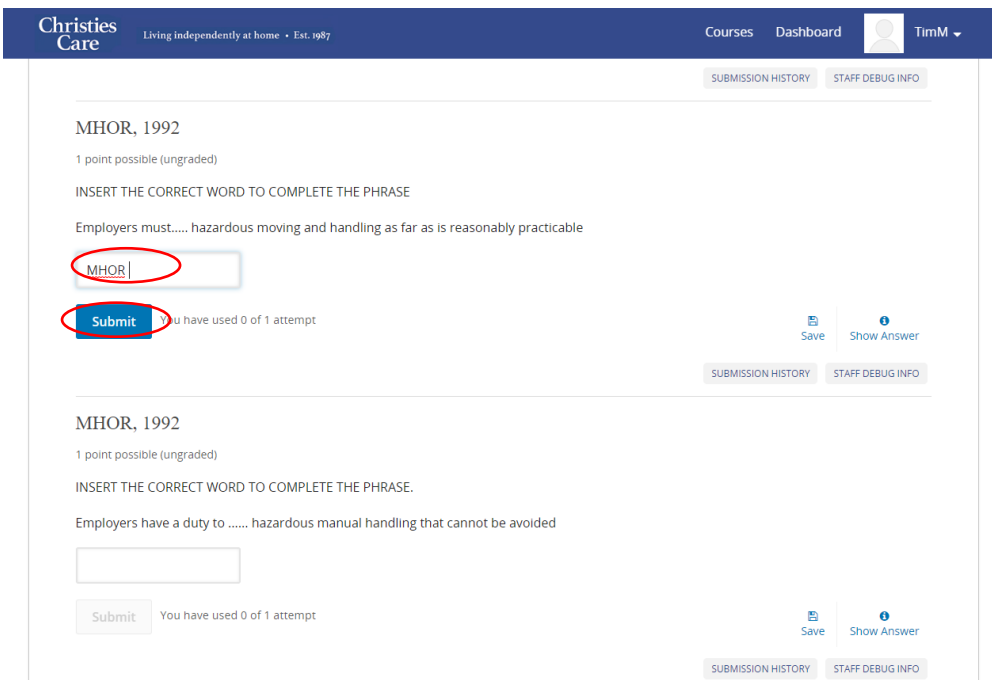 Christies Care
Living independently at home • Est. 1987
Courses Dashboard TimM
SUBMISSION HISTORY STAFF DEBUG INFO
MHOR, 1992
1 point possible (ungraded)
INSERT THE CORRECT WORD TO COMPLETE THE PHRASE
Employers must..... hazardous moving and handling as far as is reasonably practicable
MHOR
Submit You have used 0 of 1 attempt
Save Show Answer
SUBMISSION HISTORY STAFF DEBUG INFO
MHOR, 1992
1 point possible (ungraded)
INSERT THE CORRECT WORD TO COMPLETE THE PHRASE.
Employers have a duty to ...... hazardous manual handling that cannot be avoided
Submit You have used 0 of 1 attempt
Save Show Answer
SUBMISSION HISTORY STAFF DEBUG INFO